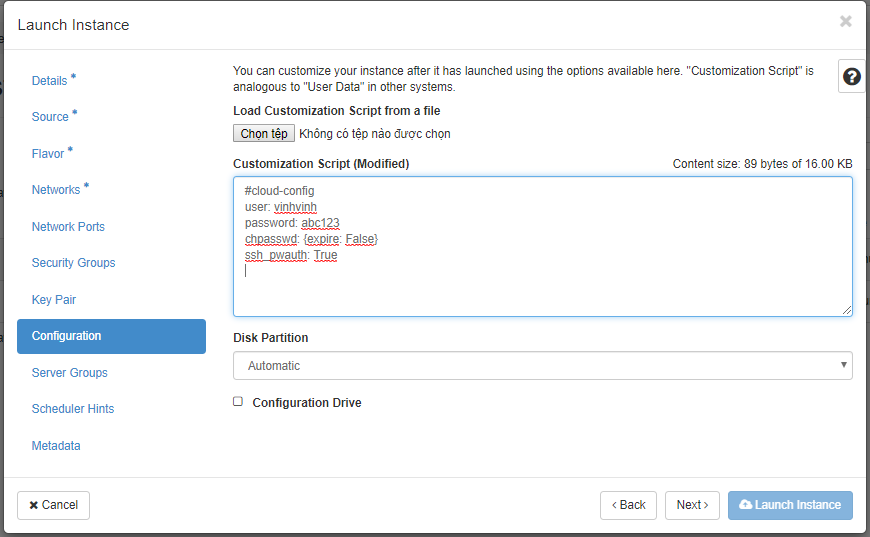 Launch Instance
×
Details *
Source *
Flavor *
Networks *
Network Ports
Security Groups
Key Pair
Configuration
Server Groups
Scheduler Hints
Metadata
You can customize your instance after it has launched using the options available here. "Customization Script" is
analogous to "User Data" in other systems.
?
Load Customization Script from a file
Chọn tệp Không có tệp nào được chọn
Customization Script (Modified) Content size: 89 bytes of 16.00 KB
#cloud-config
user: vinhvinh
password: abc123
chpasswd: {expire: False}
ssh_pwauth: True
Disk Partition
Automatic
Configuration Drive
× Cancel
‹ Back
Next ›
Launch Instance